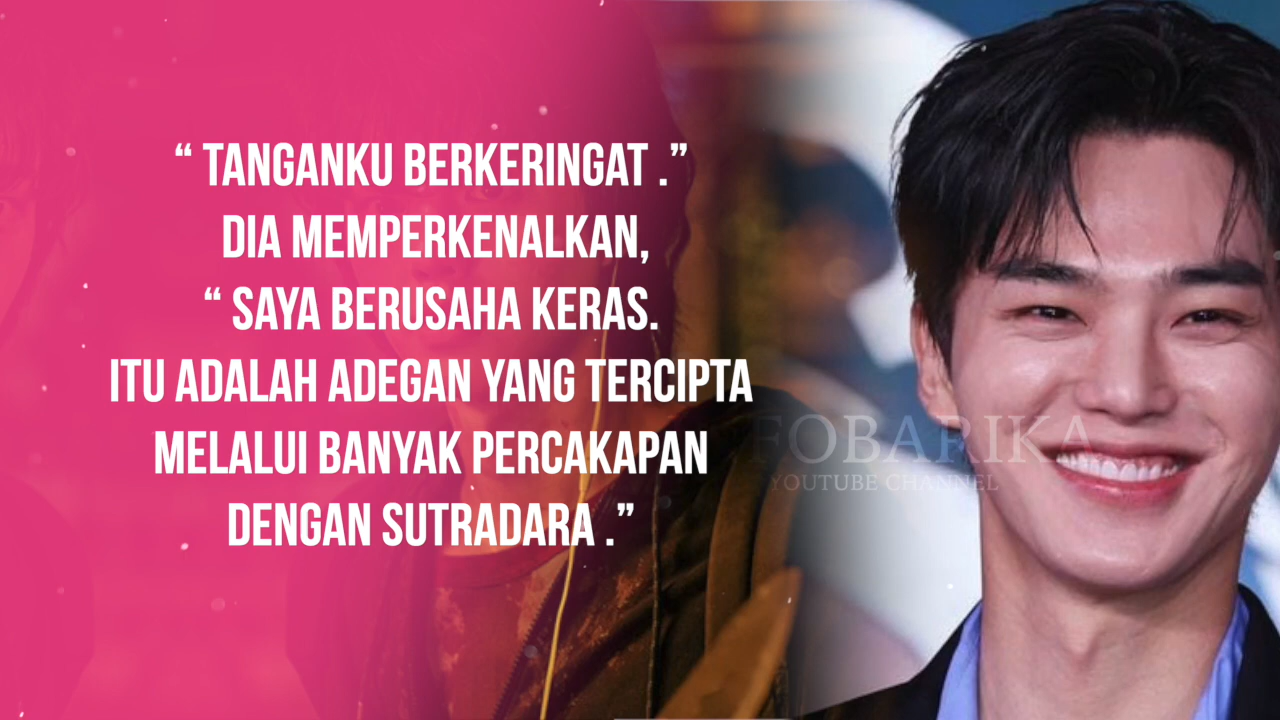 “ TANGANKU BERKERINGAT .”
DIA MEMPERKENALKAN,
“ SAYA BERUSAHA KERAS.
ITU ADALAH ADEGAN YANG TERCIPTA
MELALUI BANYAK PERCAKAPAN
DENGAN SUTRADARA .”
FOBARIKA
YOUTUBE CHANNEL